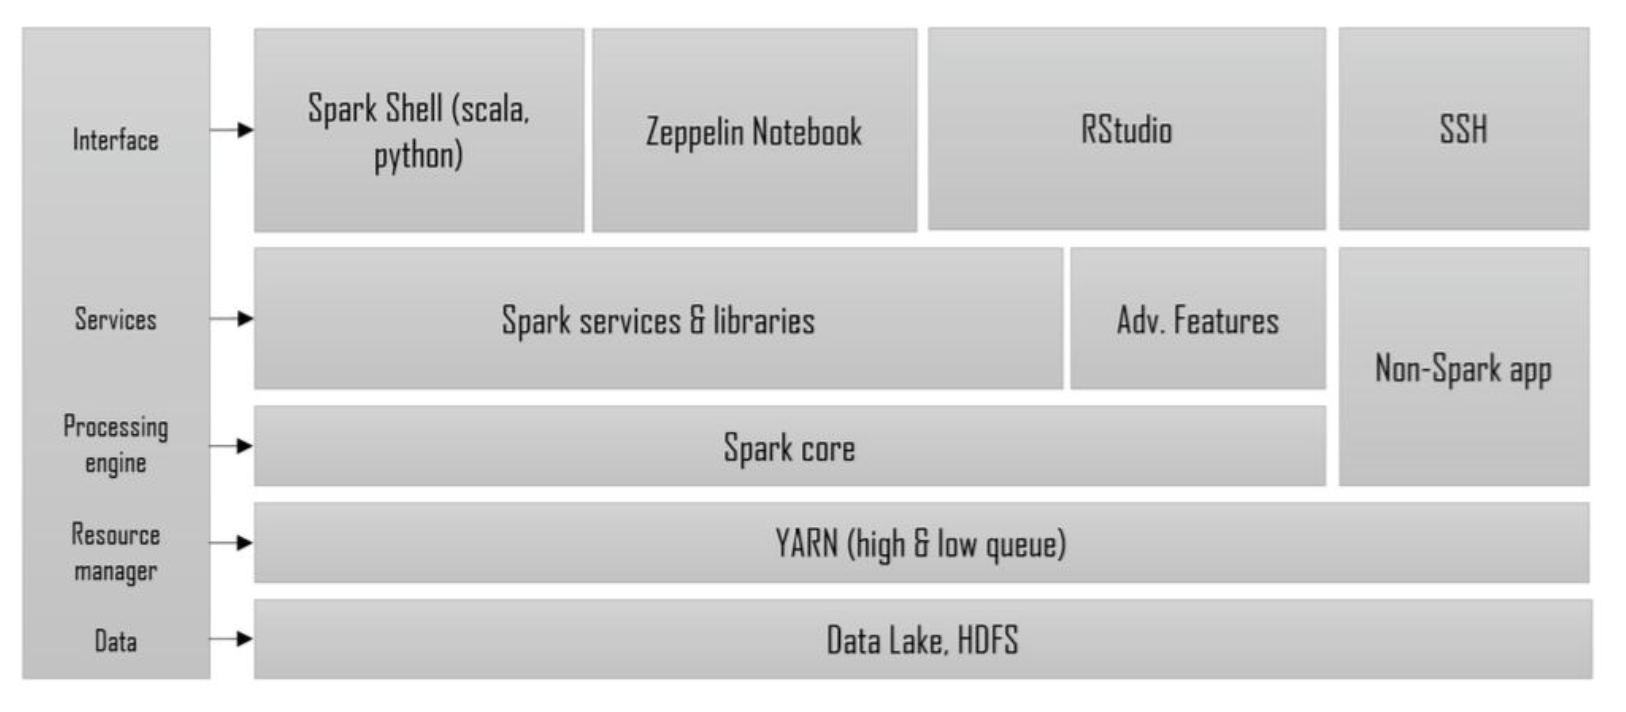 Interface
Spark Shell (scala,
python)
Zeppelin Notebook
RStudio
SSH
Services
Spark services & libraries
Adv. Features
Non-Spark app
Processing
engine
Spark core
Resource
manager
YARN (high & low queue)
Data
Data Lake, HDFS